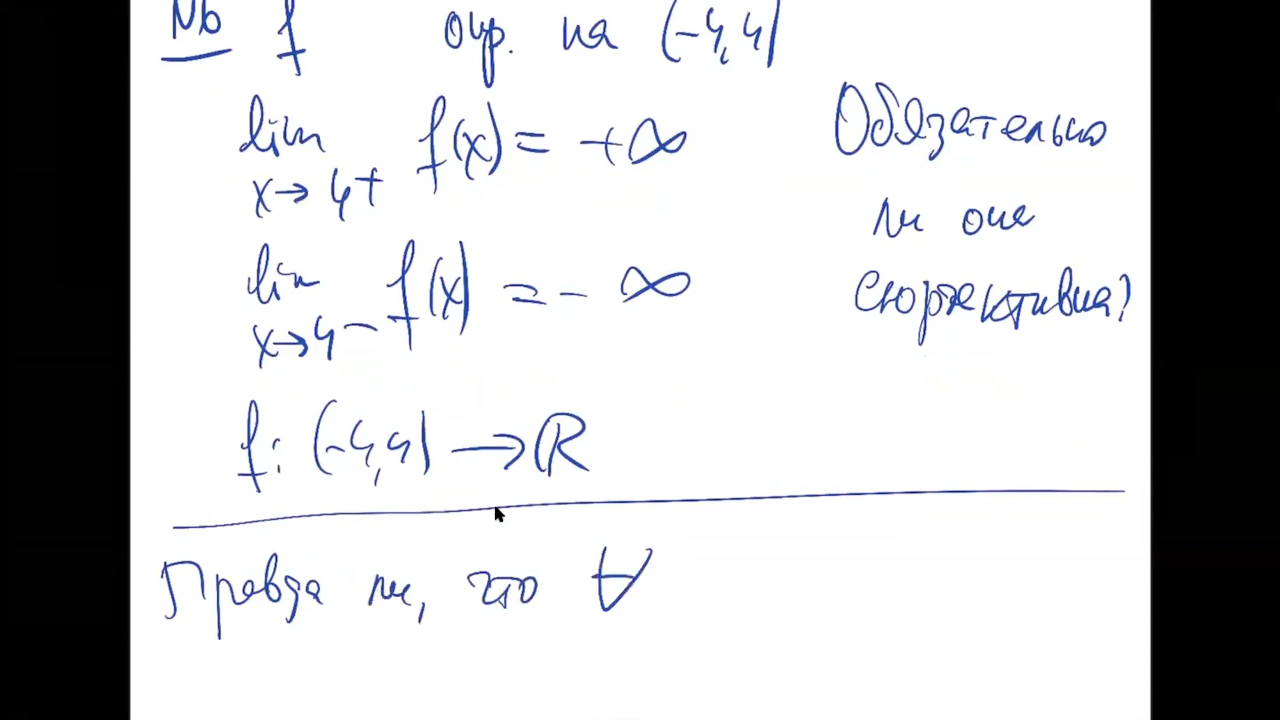 №6 f опр. на (-4,4)
lim f(x) = +∞
x→4+
Обязательно
ли она
сюръективна?
lim f(x) = -∞
x→4-
f: (-4,4) → ℝ
Правда ли, что ∀